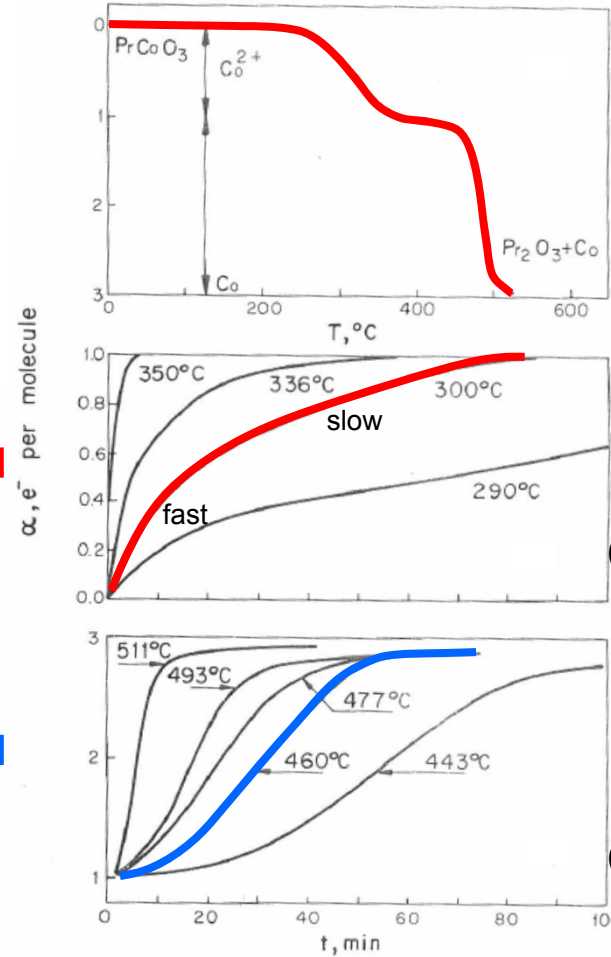 0
PrCoO3
Co2+
1
2
Pr2O3+Co
3
Co
0 200 400 600
T, °C
α, e- per molecule
1.0
350°C
336°C
300°C
0.8
slow
0.6
fast
0.4
290°C
0.2
0.0
3
511°C
493°C
477°C
2
460°C
443°C
1
0 20 40 60 80 10
t, min